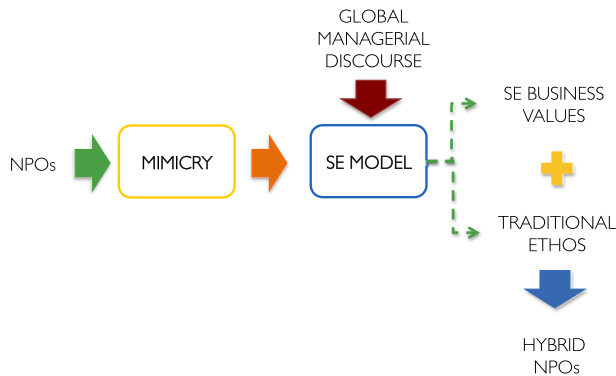 GLOBAL
MANAGERIAL
DISCOURSE
NPOs
MIMICRY
SE MODEL
SE BUSINESS
VALUES
TRADITIONAL
ETHOS
HYBRID
NPOs